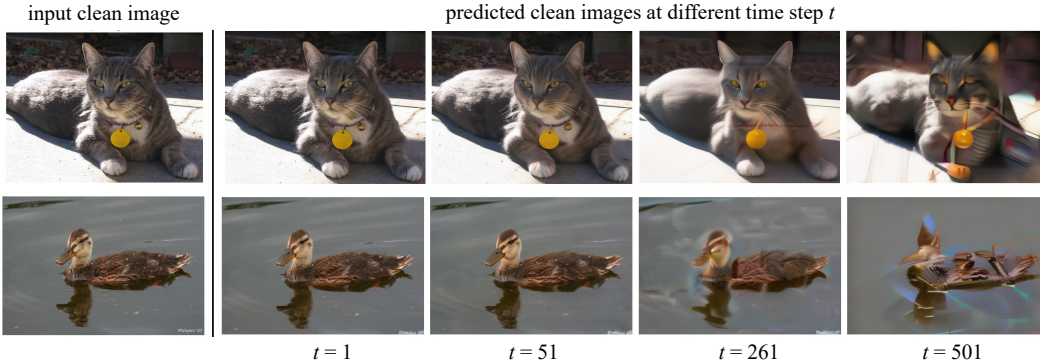 input clean image
predicted clean images at different time step t
t = 1
t = 51
t = 261
t = 501